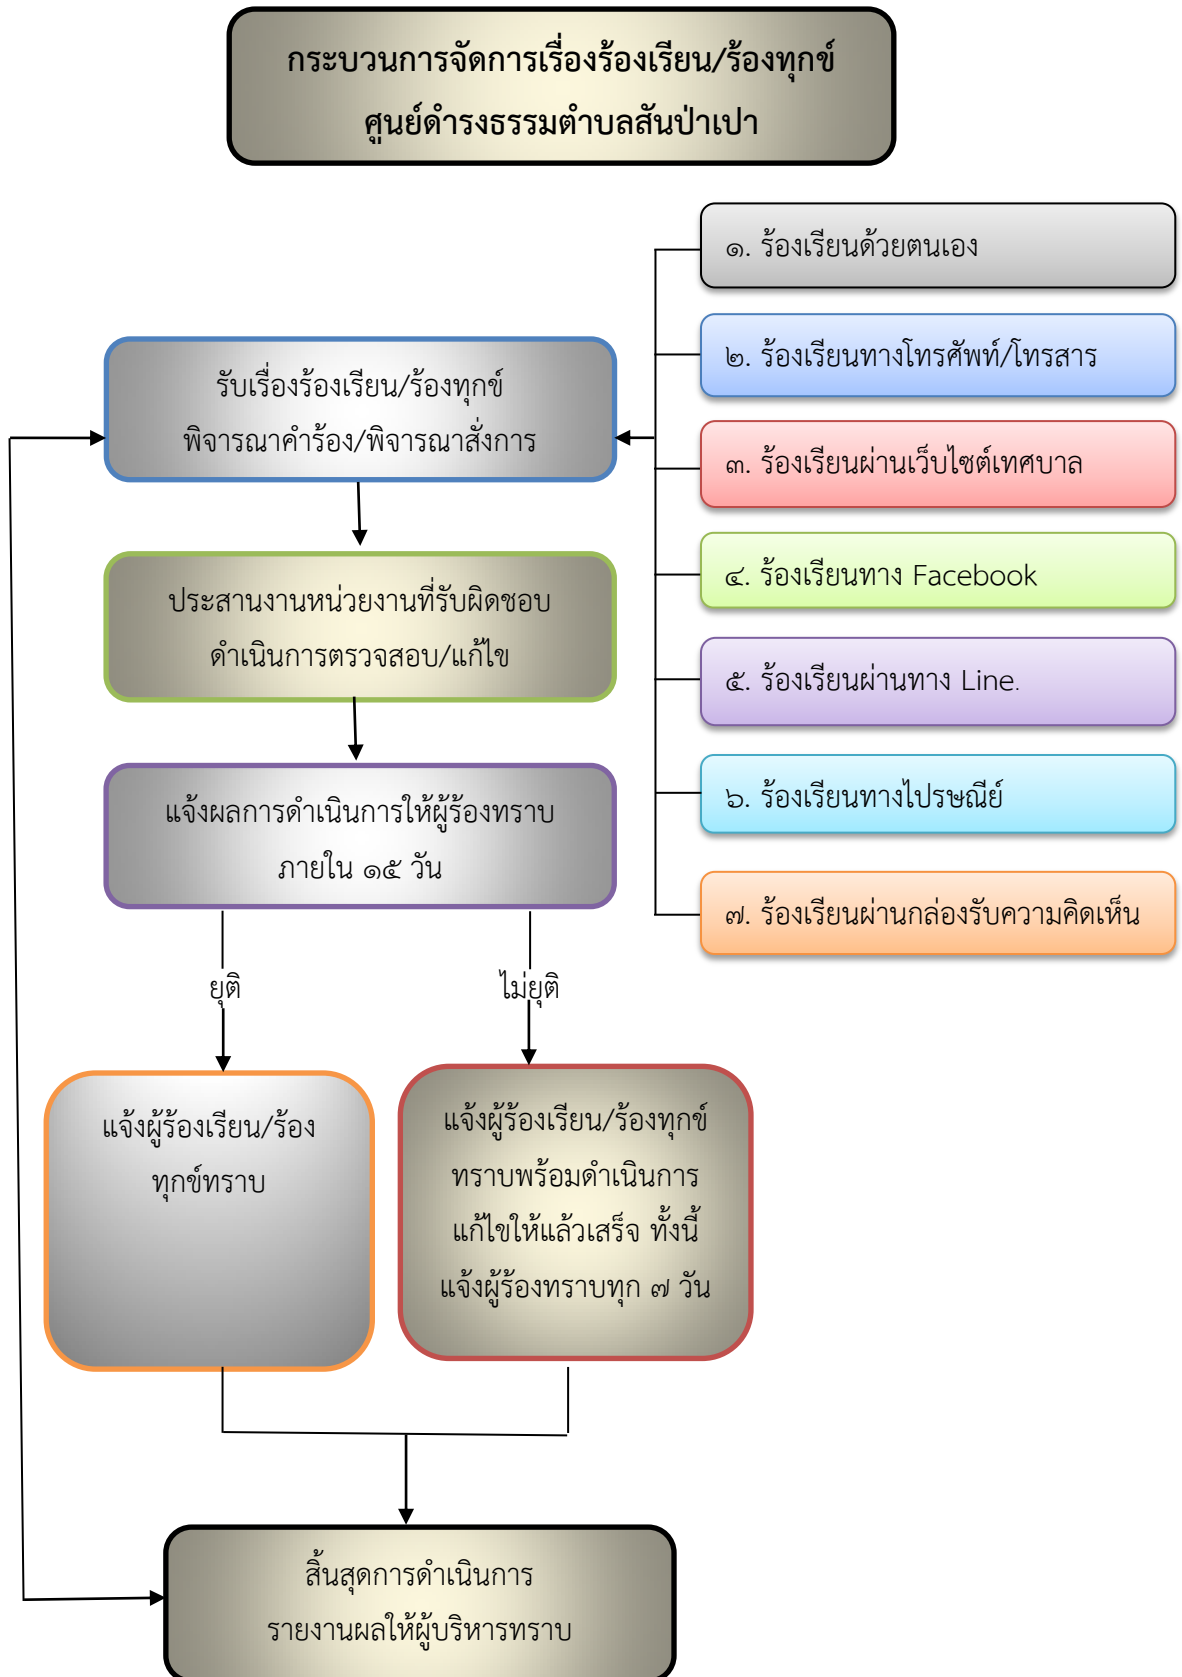 กระบวนการจัดการเรื่องร้องเรียน/ร้องทุกข์
ศูนย์ดำรงธรรมตำบลสันป่าเปา
๑. ร้องเรียนด้วยตนเอง
๒. ร้องเรียนทางโทรศัพท์/โทรสาร
๓. ร้องเรียนผ่านเว็บไซต์เทศบาล
๔. ร้องเรียนทาง Facebook
๕. ร้องเรียนผ่านทาง Line.
๖. ร้องเรียนทางไปรษณีย์
๗. ร้องเรียนผ่านกล่องรับความคิดเห็น
รับเรื่องร้องเรียน/ร้องทุกข์
พิจารณาคำร้อง/พิจารณาสั่งการ
ประสานงานหน่วยงานที่รับผิดชอบ
ดำเนินการตรวจสอบ/แก้ไข
แจ้งผลการดำเนินการให้ผู้ร้องทราบ
ภายใน ๑๕ วัน
ยุติ
ไม่ยุติ
แจ้งผู้ร้องเรียน/ร้อง
ทุกข์ทราบ
แจ้งผู้ร้องเรียน/ร้องทุกข์
ทราบพร้อมดำเนินการ
แก้ไขให้แล้วเสร็จ ทั้งนี้
แจ้งผู้ร้องทราบทุก ๗ วัน
สิ้นสุดการดำเนินการ
รายงานผลให้ผู้บริหารทราบ